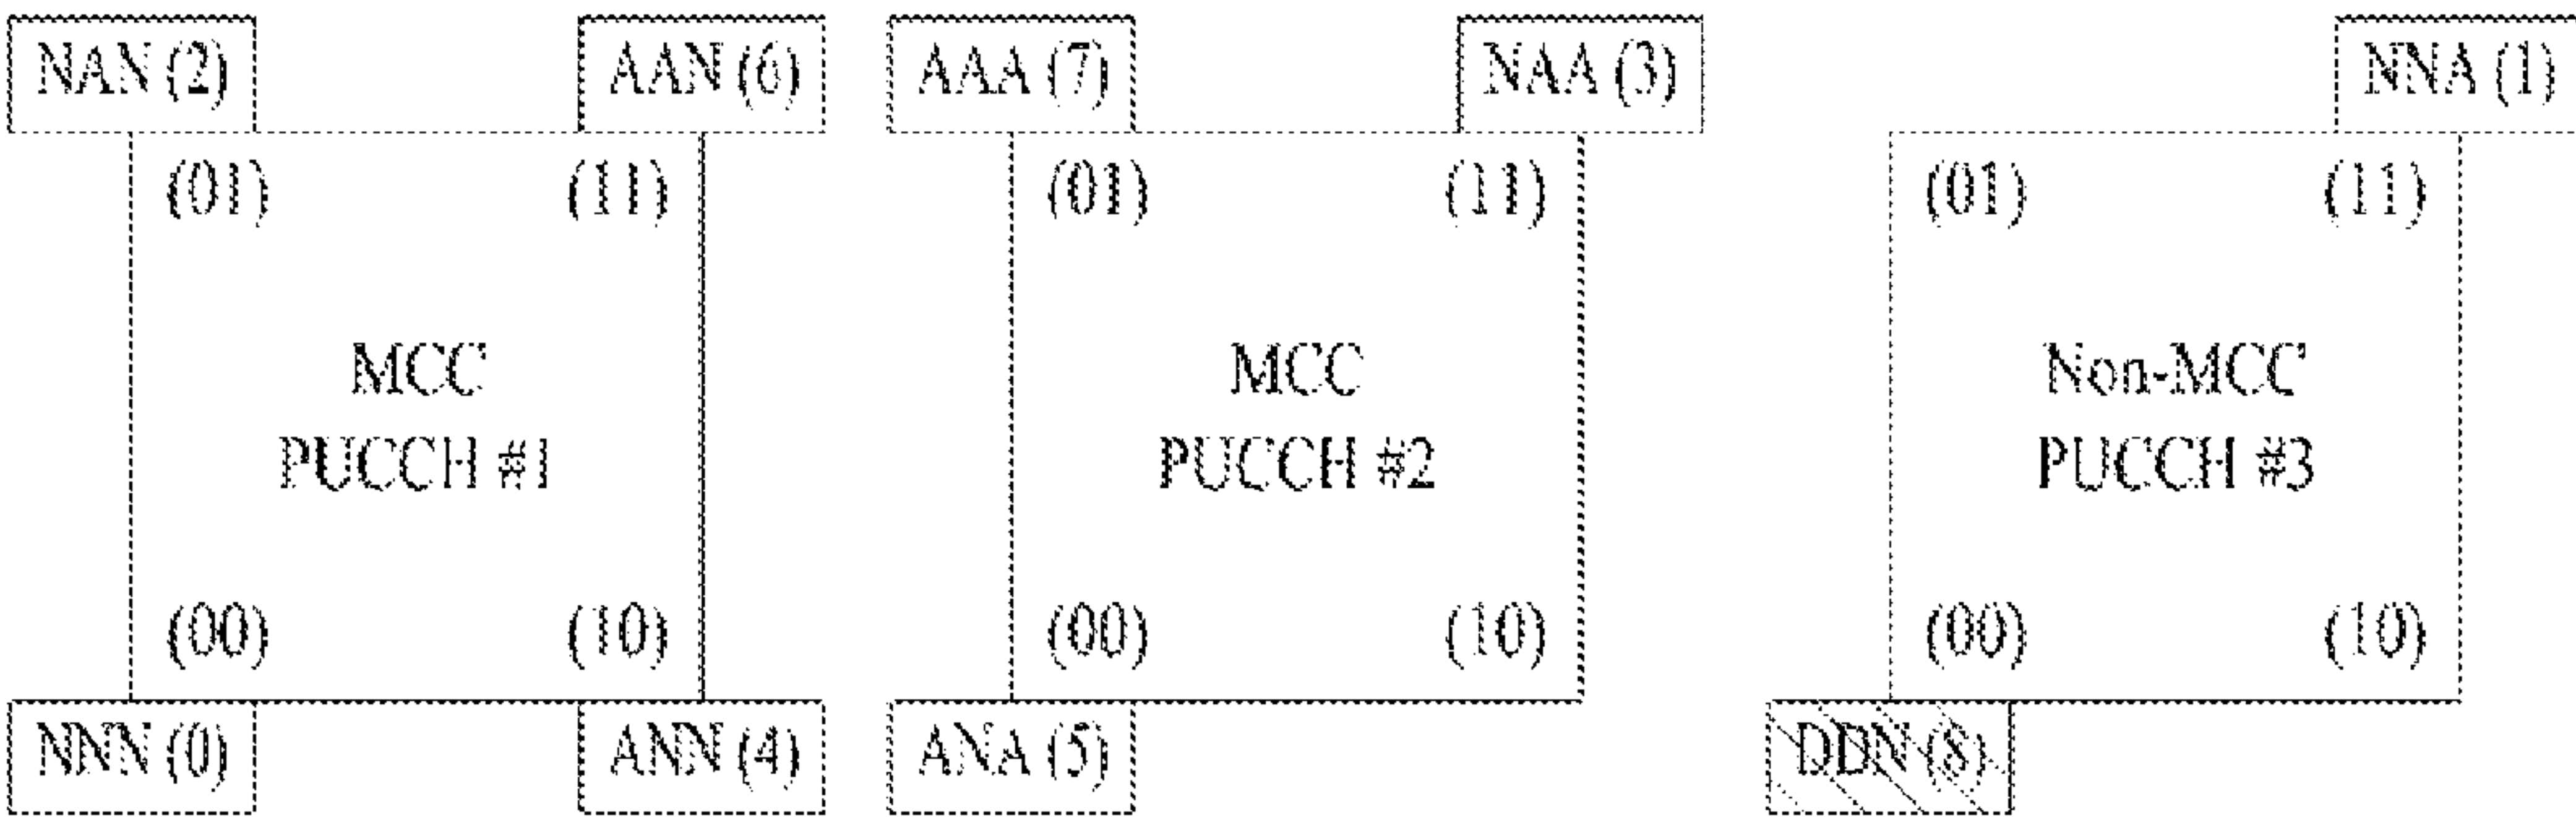 NAN (2) AAN (6) AAA (7) NAA (3) NNA (1)
(01) (11) (01) (11) (01) (11)
MCC MCC Non-MCC
PUCCH #1 PUCCH #2 PUCCH #3
(00) (10) (00) (10) (00) (10)
NNN (0) ANN (4) ANA (5) DDN (8)